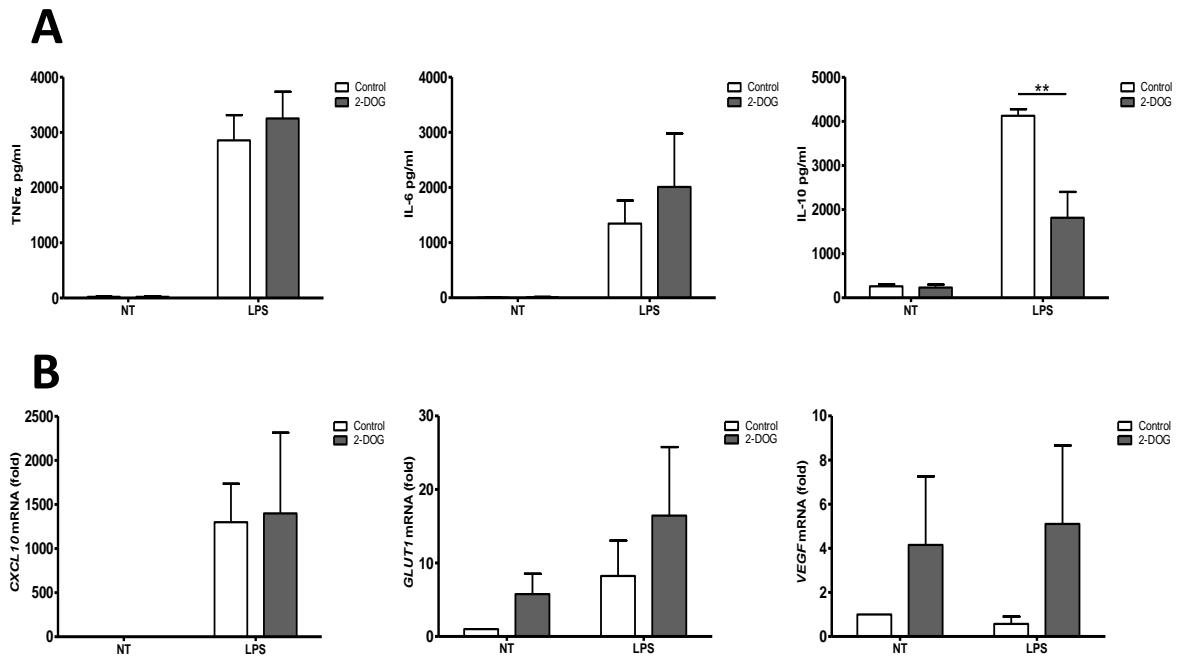 A
TNFα pg/ml
4000
3000
2000
1000
0
NT
LPS
Control
2-DOG
IL-6 pg/ml
4000
3000
2000
1000
0
NT
LPS
Control
2-DOG
IL-10 pg/ml
5000
4000
3000
2000
1000
0
**
NT
LPS
Control
2-DOG
B
CXCL10 mRNA (fold)
2500
2000
1500
1000
500
0
NT
LPS
Control
2-DOG
GLUT1 mRNA (fold)
30
20
10
0
NT
LPS
Control
2-DOG
VEGF mRNA (fold)
10
8
6
4
2
0
NT
LPS
Control
2-DOG